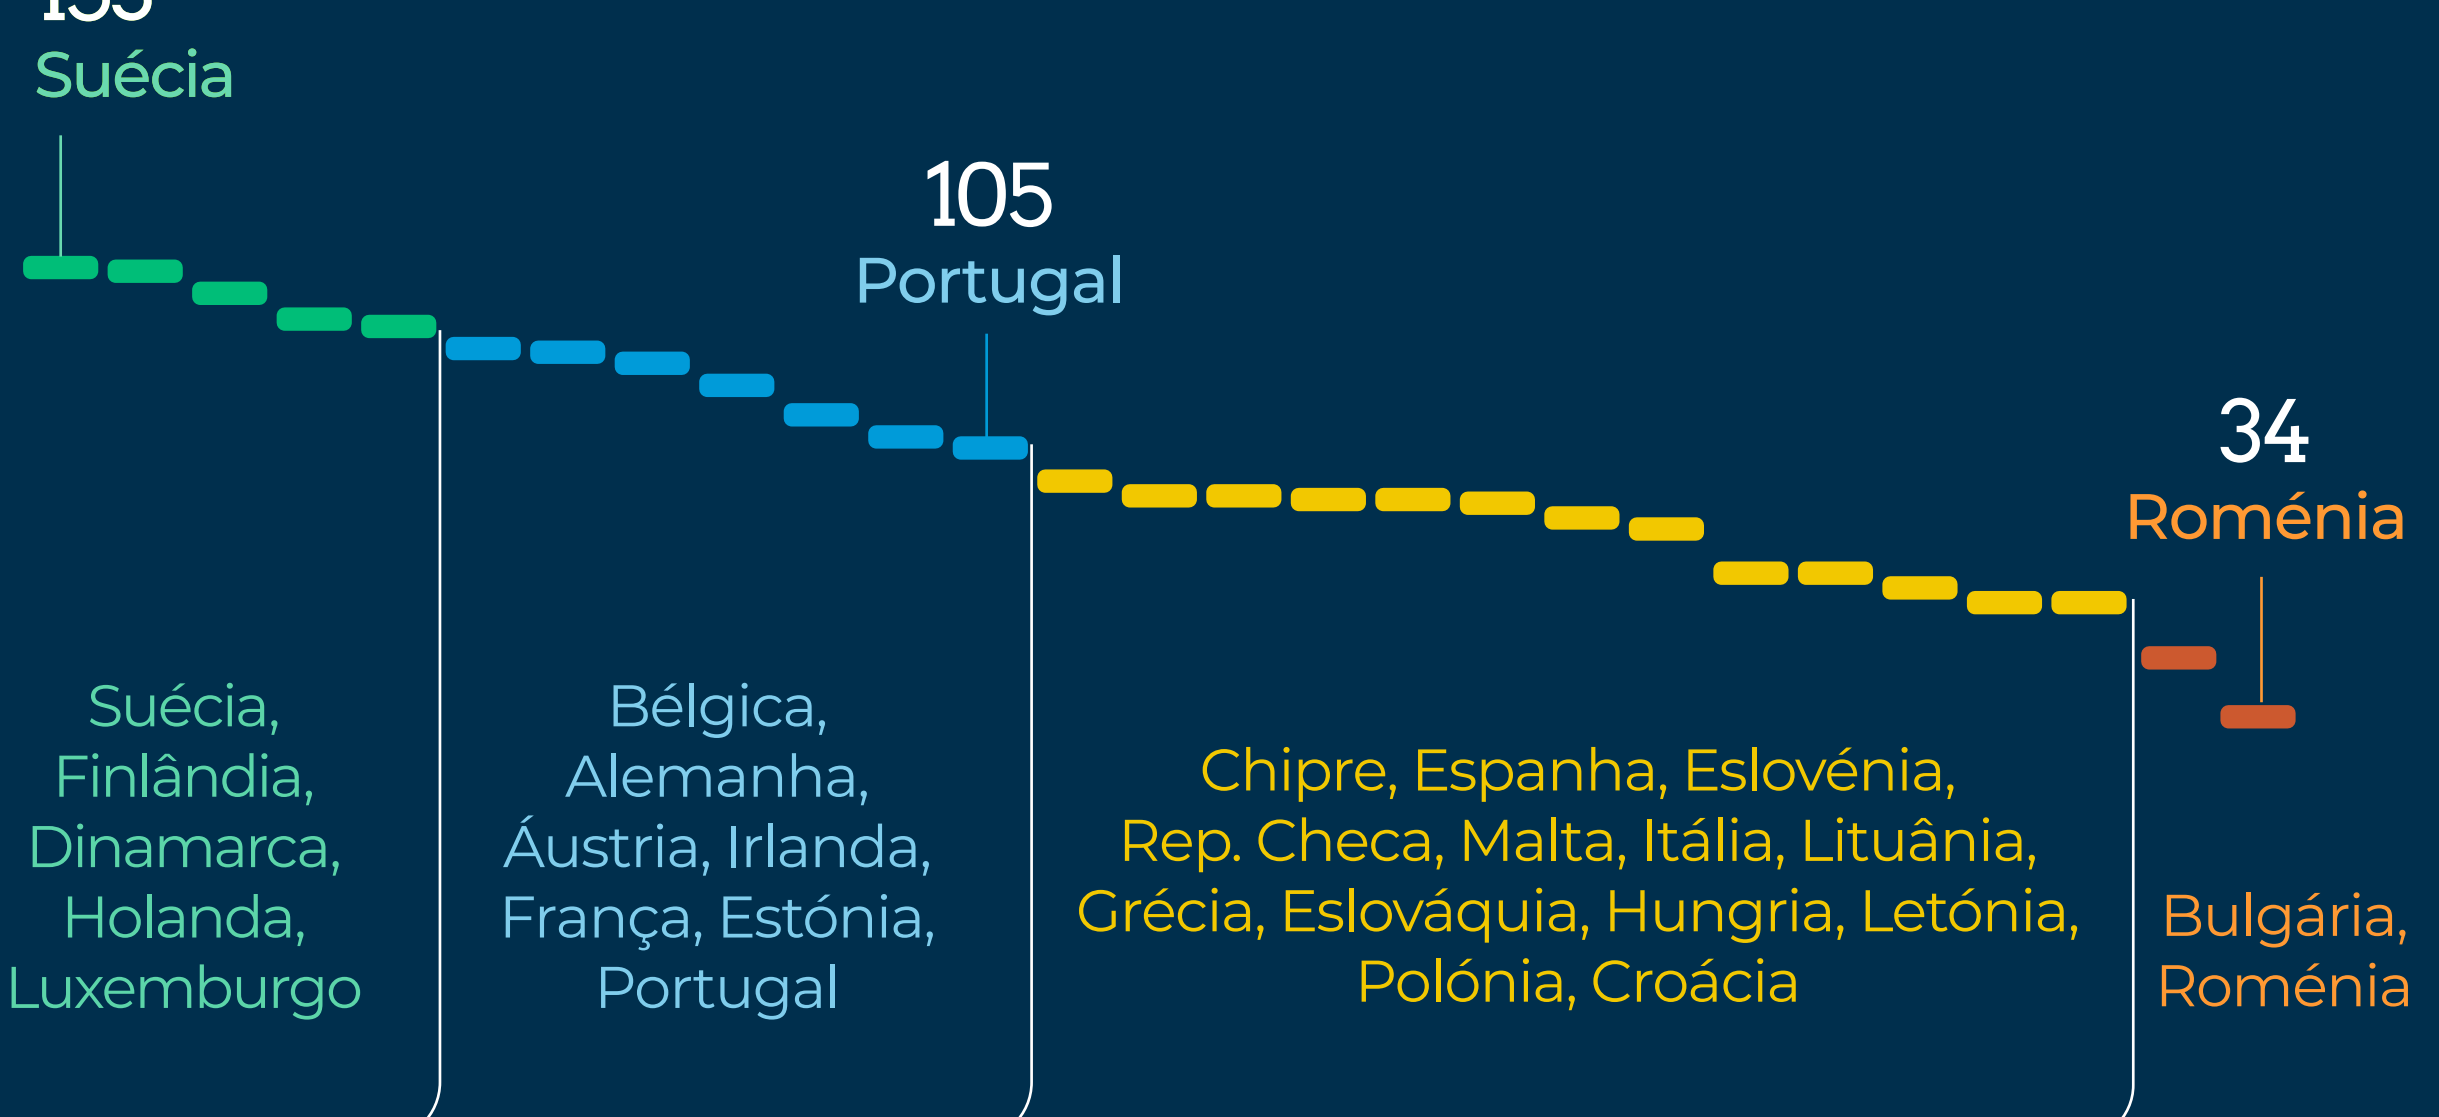 Suécia
105
Portugal
34
Roménia
Suécia,
Finlândia,
Dinamarca,
Holanda,
Luxemburgo
Bélgica,
Alemanha,
Áustria, Irlanda,
França, Estónia,
Portugal
Chipre, Espanha, Eslovénia,
Rep. Checa, Malta, Itália, Lituânia,
Grécia, Eslováquia, Hungria, Letónia,
Polónia, Croácia
Bulgária,
Roménia